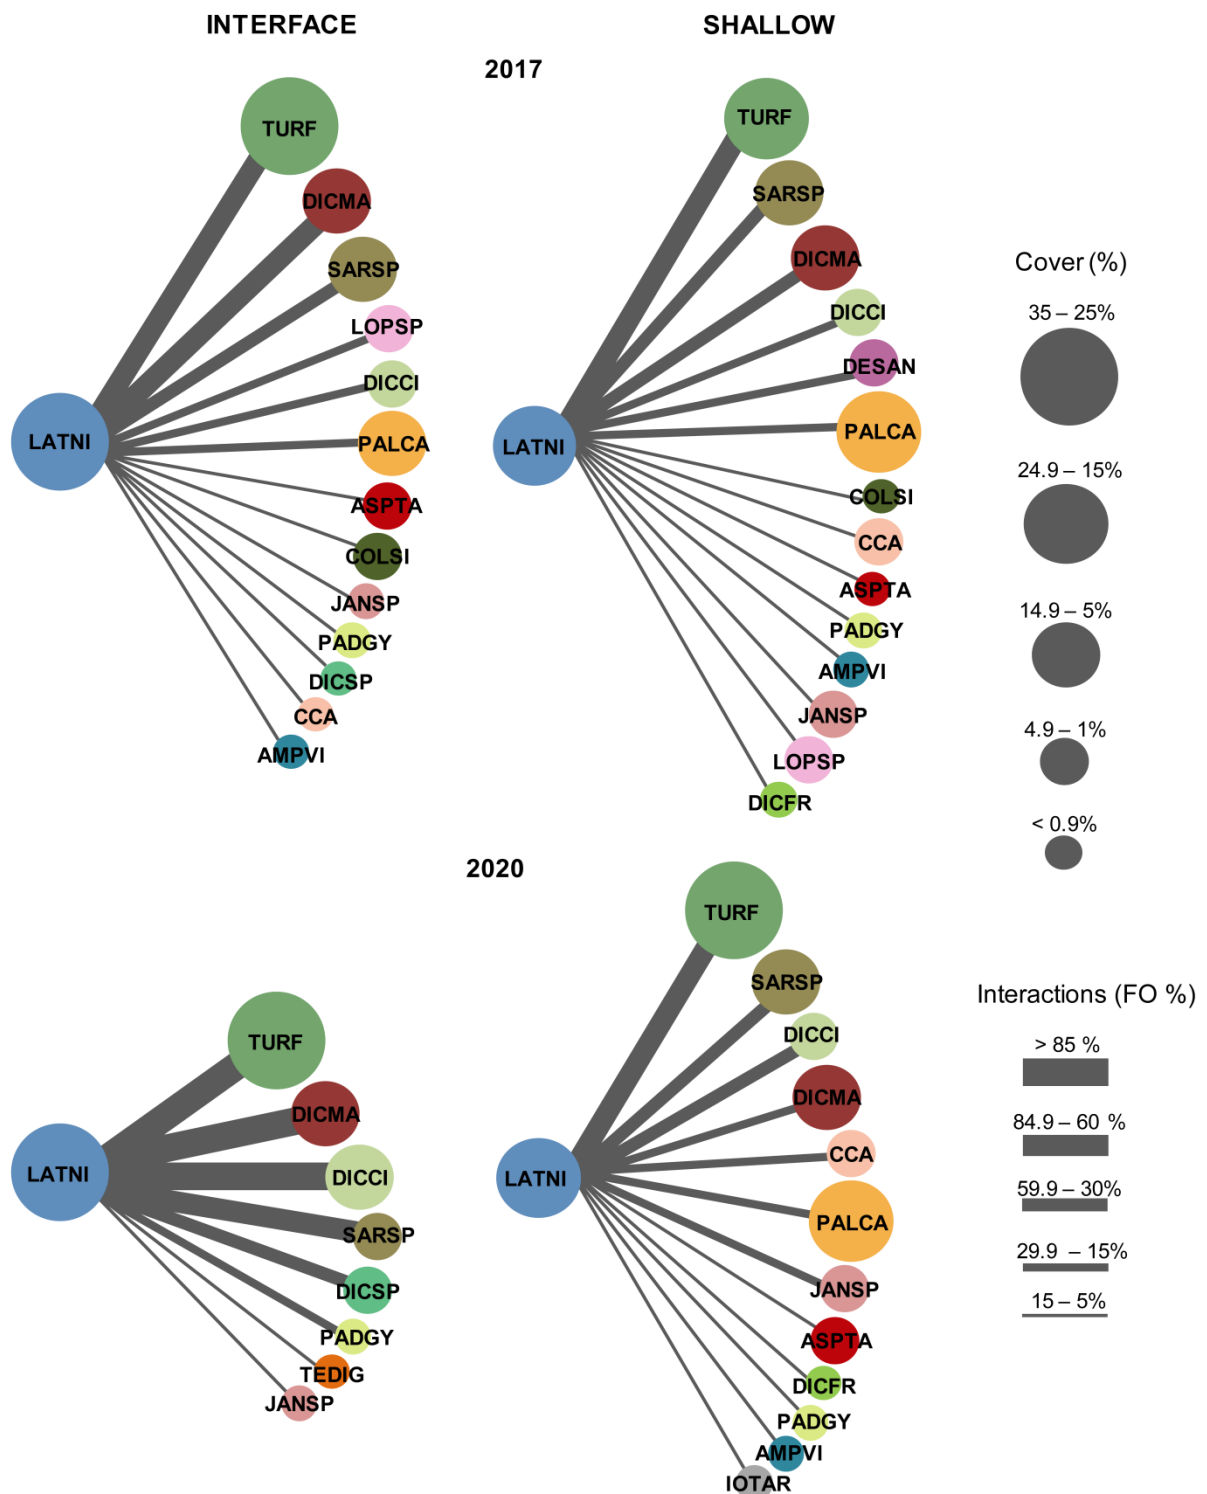 INTERFACE
SHALLOW
2017
TURF
DICMA
SARSP
LOPSP
DICCI
PALCA
LATNI
ASPTA
COLSI
JANSP
PADGY
DICSP
CCA
AMPVI
TURF
SARSP
DICMA
DICCI
DESAN
PALCA
LATNI
COLSI
CCA
ASPTA
PADGY
AMPVI
JANSP
LOPSP
DICFR
Cover (%)
35 – 25%
24.9 – 15%
14.9 – 5%
4.9 – 1%
< 0.9%
2020
TURF
DICMA
LATNI
DICCI
SARSP
DICSP
PADGY
TEDIG
JANSP
TURF
SARSP
DICCI
DICMA
CCA
LATNI
PALCA
JANSP
ASPTA
DICFR
PADGY
AMPVI
IOTAR
Interactions (FO %)
> 85 %
84.9 – 60 %
59.9 – 30%
29.9 – 15%
15 – 5%